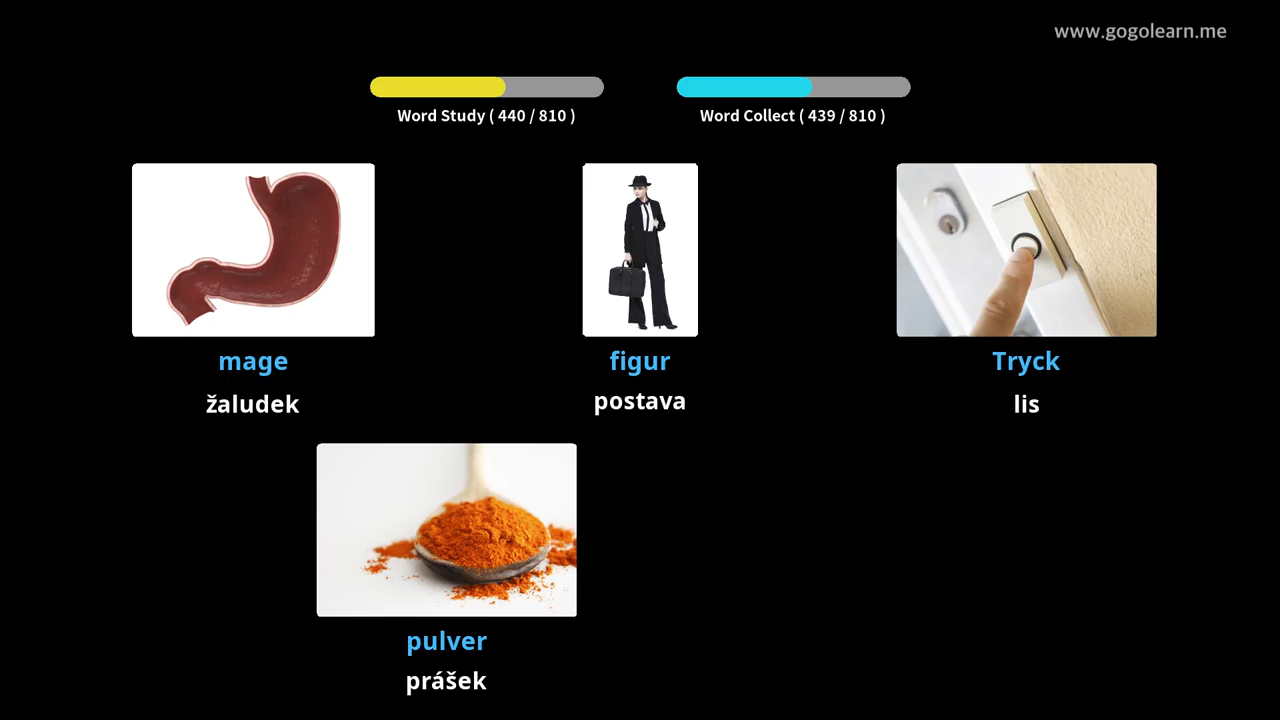 www.gogolearn.me
Word Study ( 440 / 810 )
Word Collect ( 439 / 810 )
mage
figur
Tryck
žaludek
postava
lis
pulver
prášek